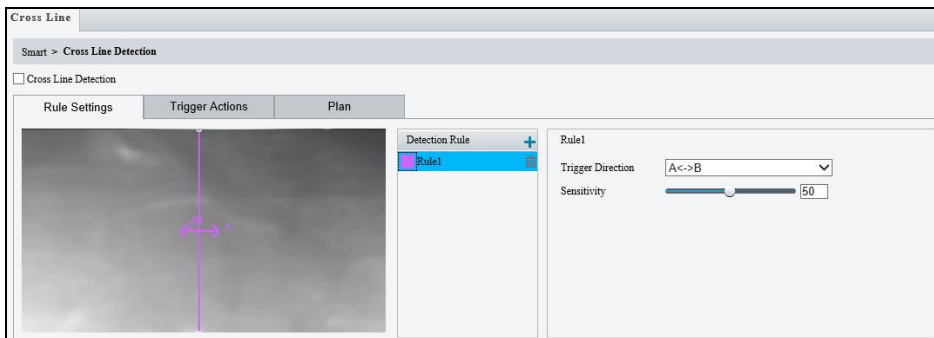 Cross Line
Smart > Cross Line Detection
Cross Line Detection
Rule Settings Trigger Actions Plan
Detection Rule +
Rule1
Rule1
Trigger Direction A<->B
Sensitivity 50